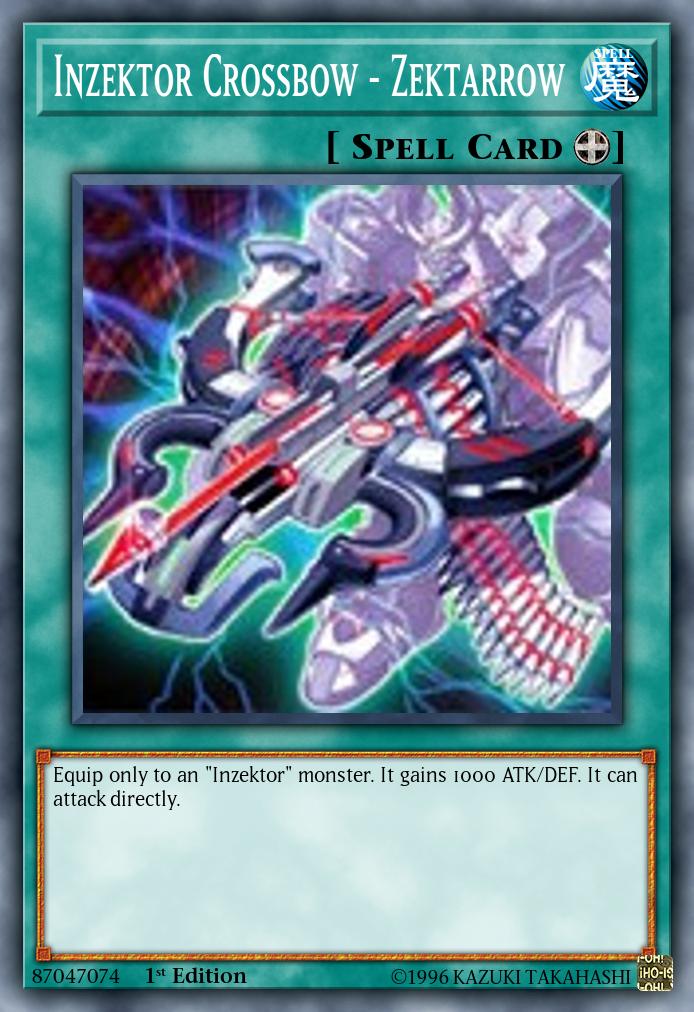 Inzektor Crossbow - Zektarrow
SPELL
魔
[ Spell Card ]
Equip only to an "Inzektor" monster. It gains 1000 ATK/DEF. It can
attack directly.
87047074 1st Edition ©1996 KAZUKI TAKAHASHI